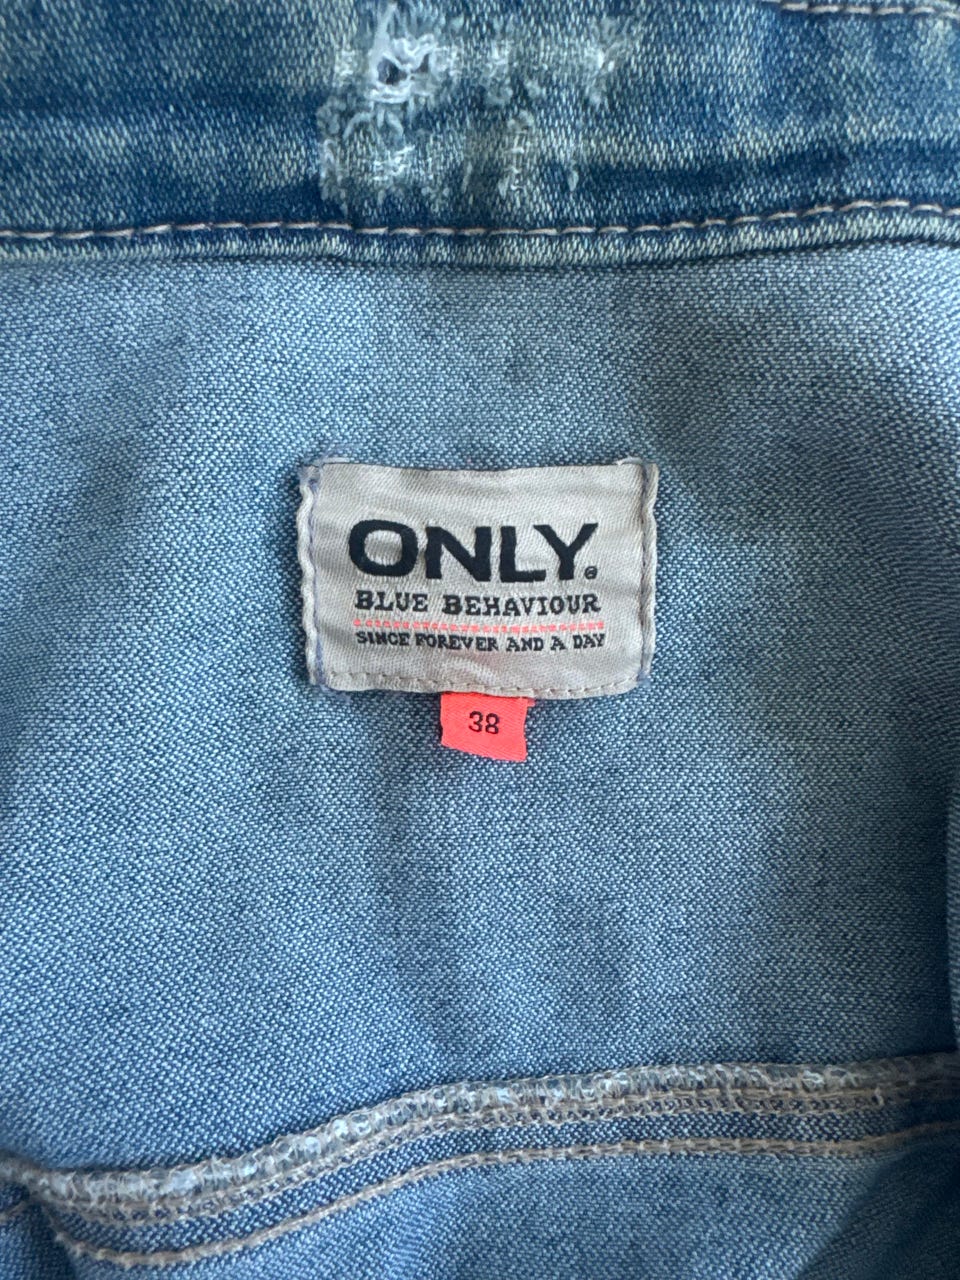 ONLY®
BLUE BEHAVIOUR
SINCE FOREVER AND A DAY
38